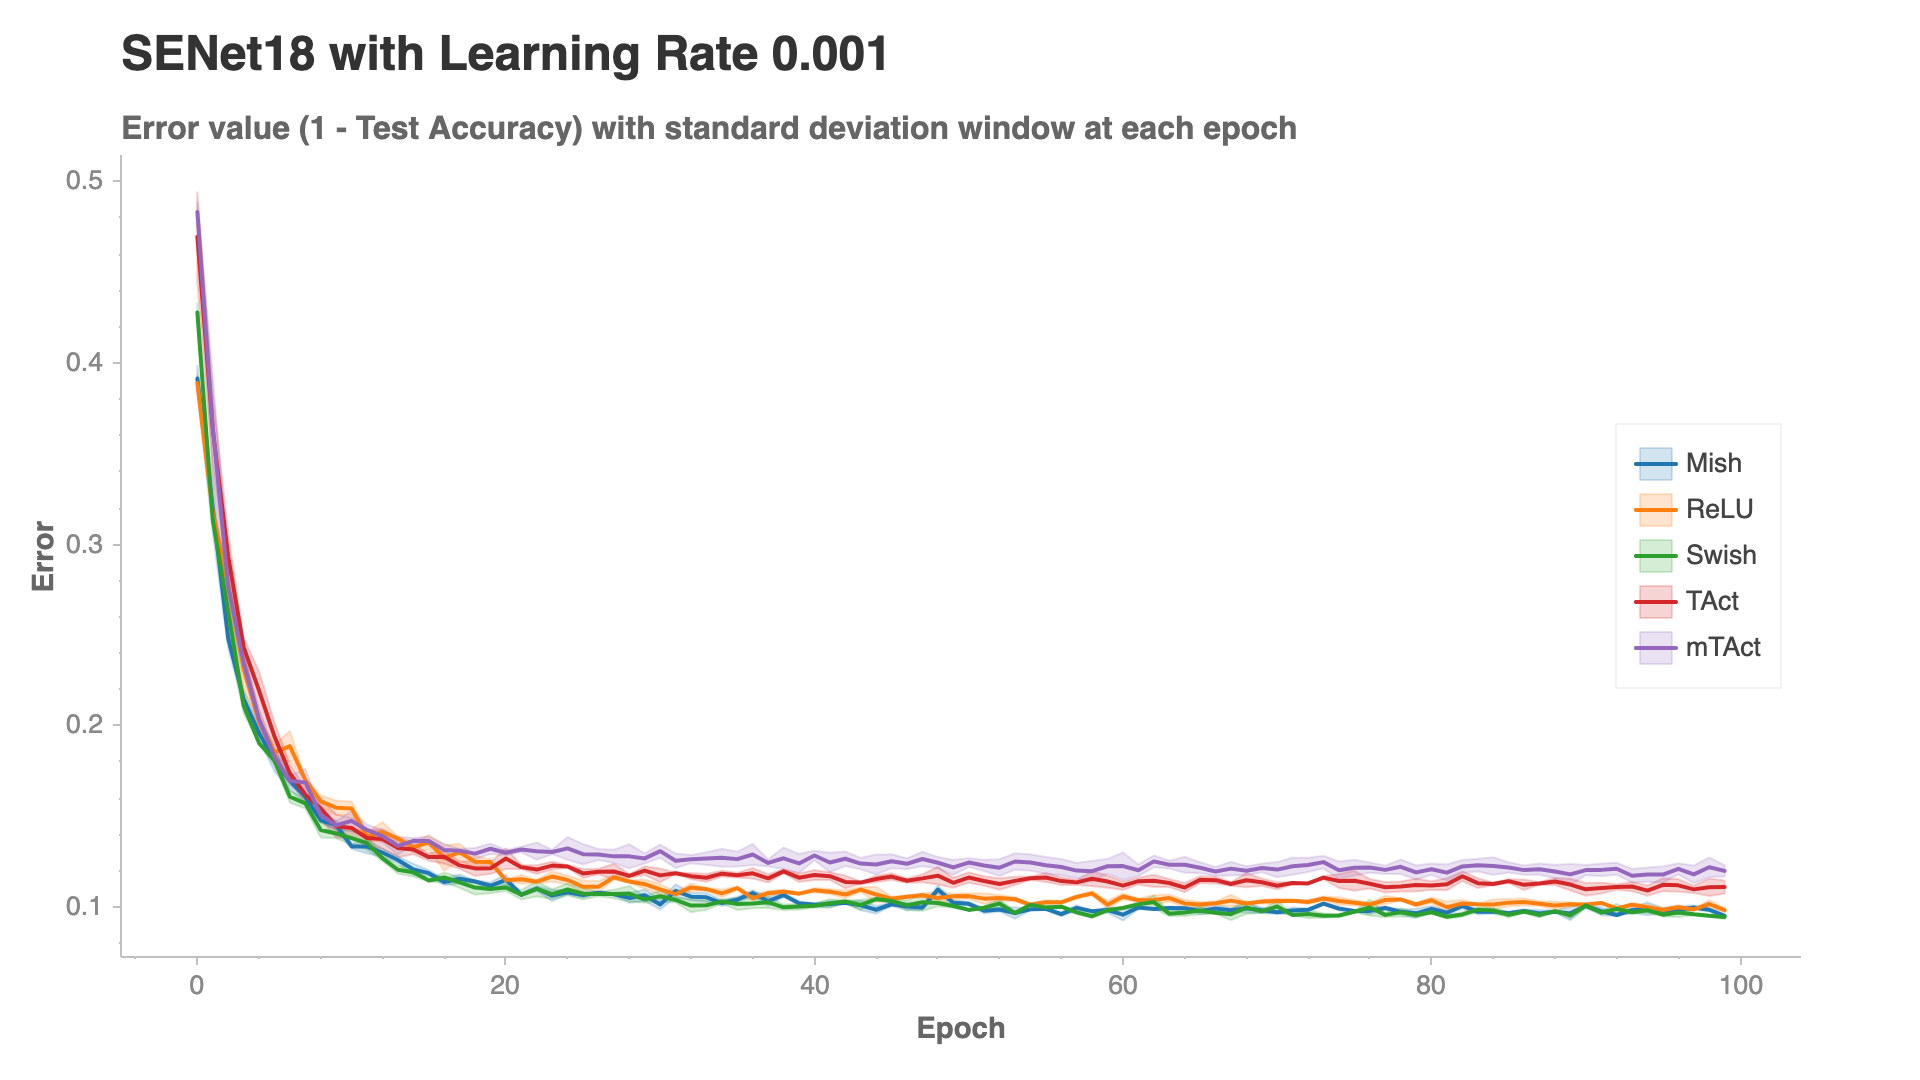 SENet18 with Learning Rate 0.001
Error value (1 - Test Accuracy) with standard deviation window at each epoch
0.5
0.4
0.3
0.2
0.1
Error
Mish
ReLU
Swish
TAct
mTAct
0
20
40
60
80
100
Epoch